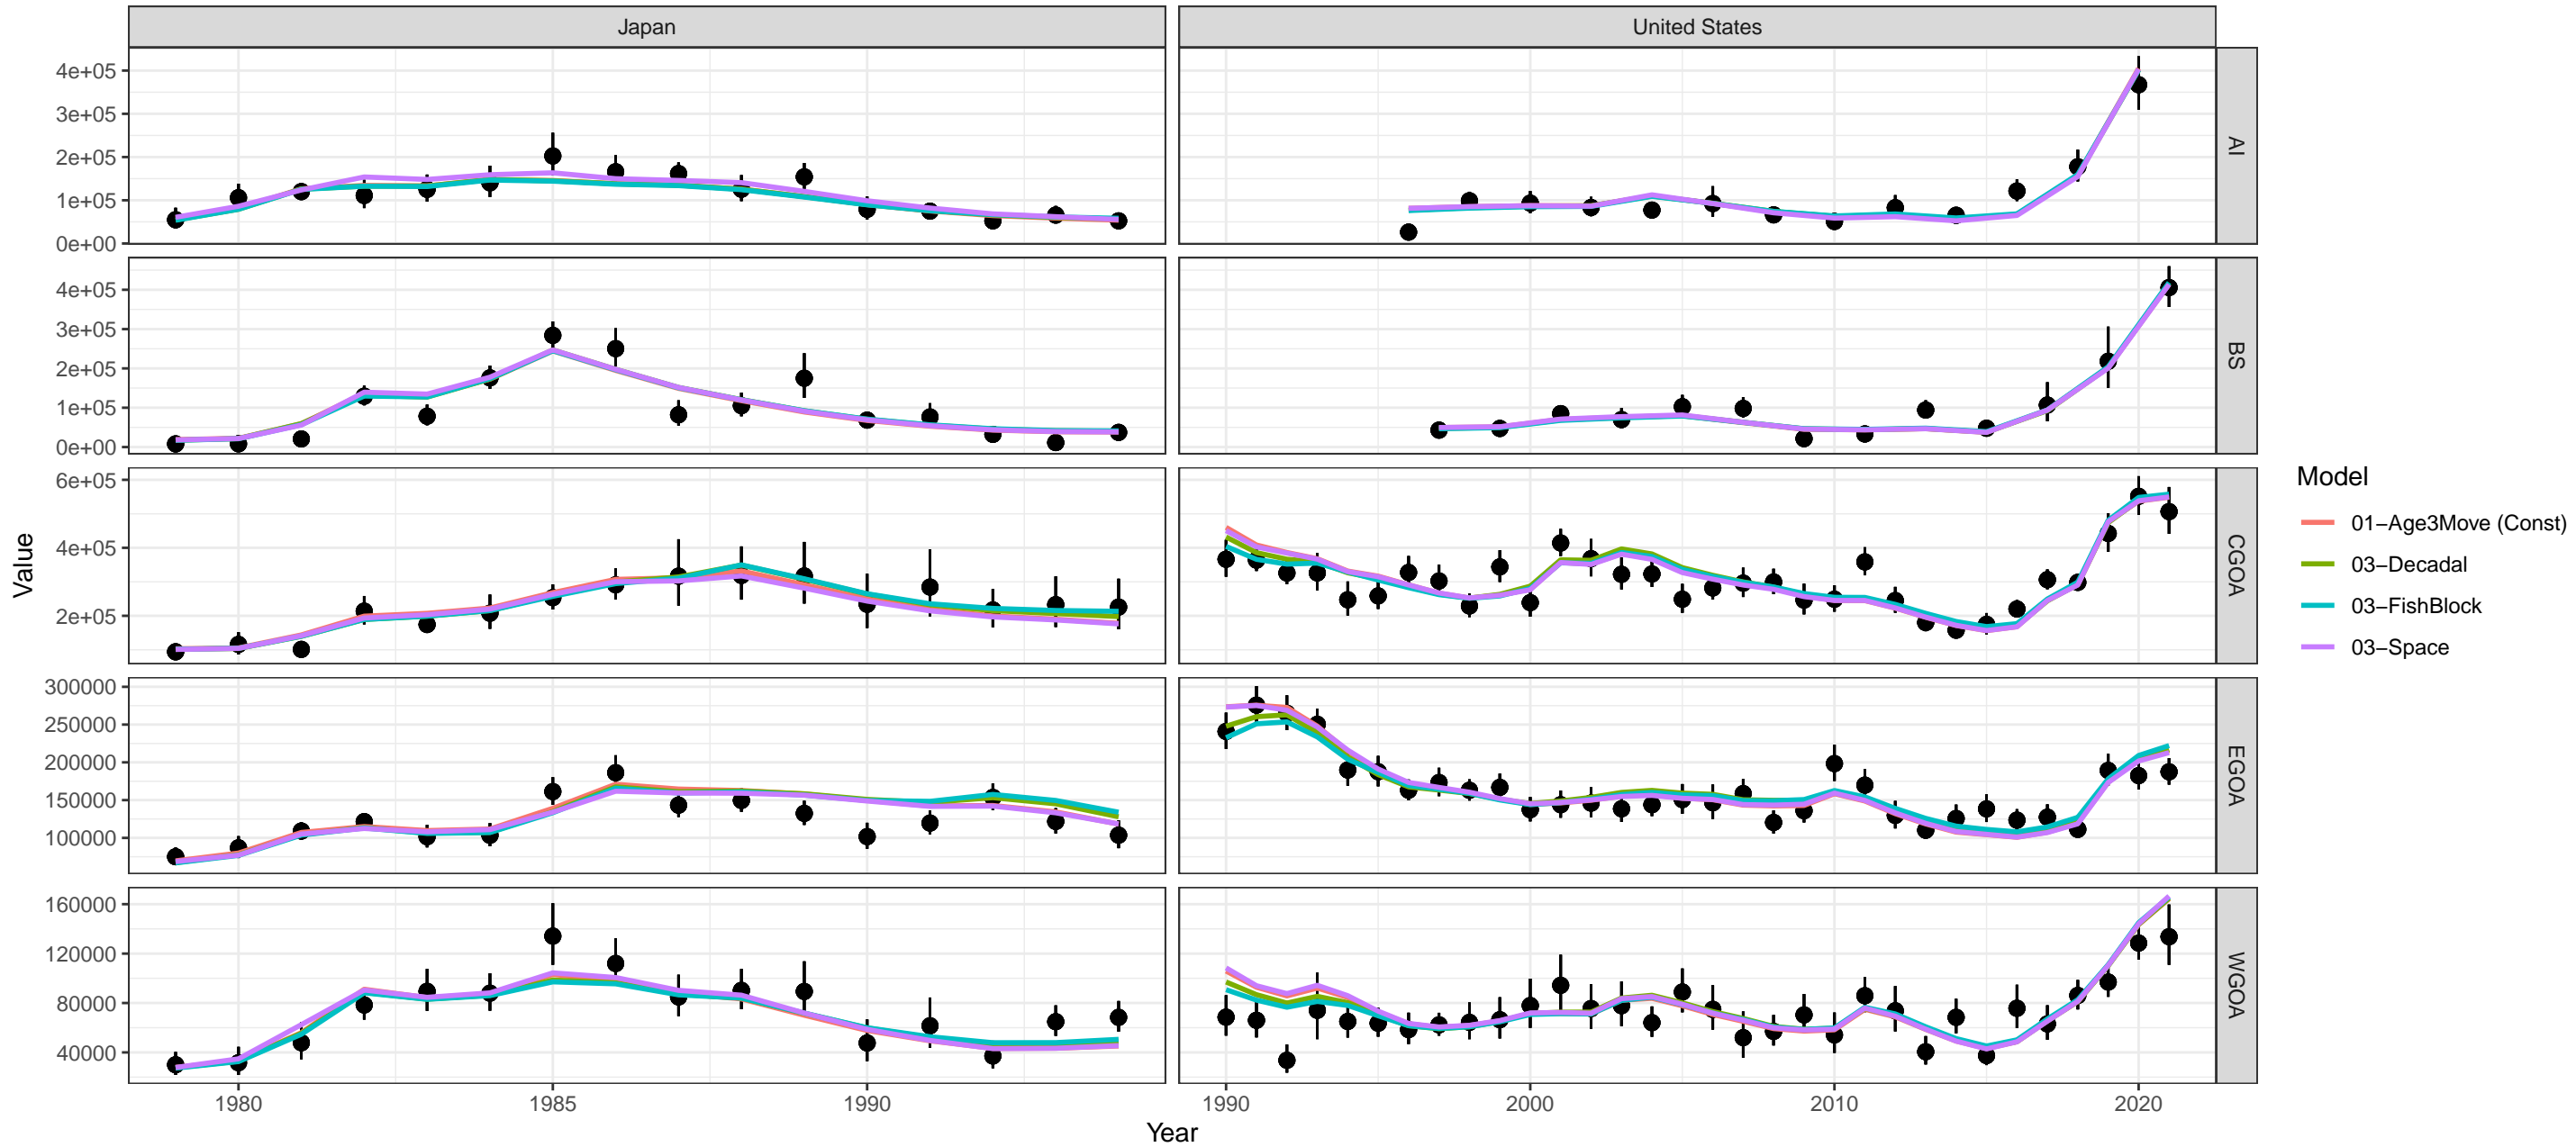 Japan
United States
4e+05
3e+05
2e+05
1e+05
0e+00
AI
4e+05
3e+05
2e+05
1e+05
0e+00
BS
6e+05
4e+05
2e+05
CGOA
300000
250000
200000
150000
100000
EGOA
160000
120000
80000
40000
WGOA
1980
1985
1990
1990
2000
2010
2020
Year
Value
Model
01−Age3Move (Const)
03−Decadal
03−FishBlock
03−Space